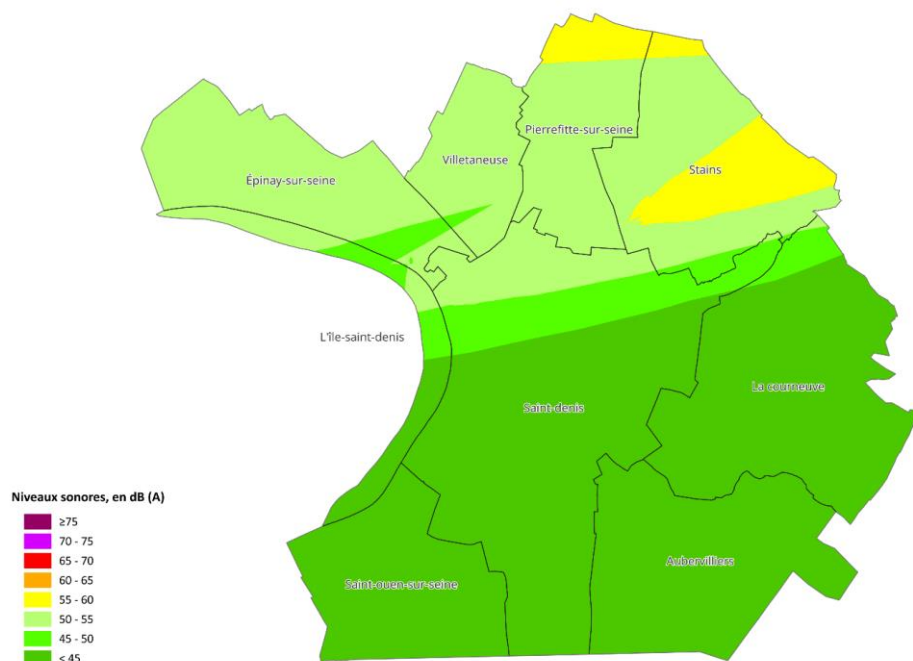 Pierrefitte-sur-seine
Villetaneuse
Stains
Épinay-sur-seine
L'île-saint-denis
La courneuve
Saint-denis
Aubervilliers
Saint-ouen-sur-seine
Niveaux sonores, en dB (A)
≥75
70 - 75
65 - 70
60 - 65
55 - 60
50 - 55
45 - 50
< 45